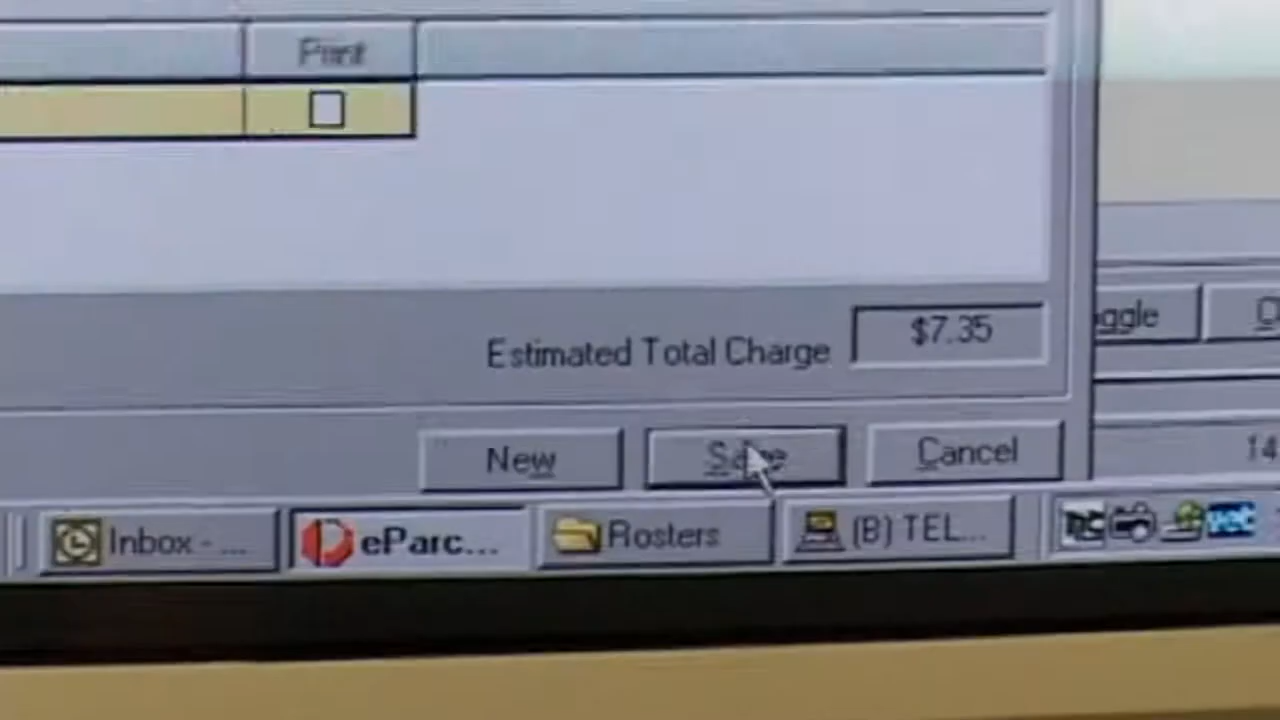 Print
Estimated Total Charge $7.35
ggle
New Save Cancel
14
Inbox - ... eParc... Rosters (B) TEL...